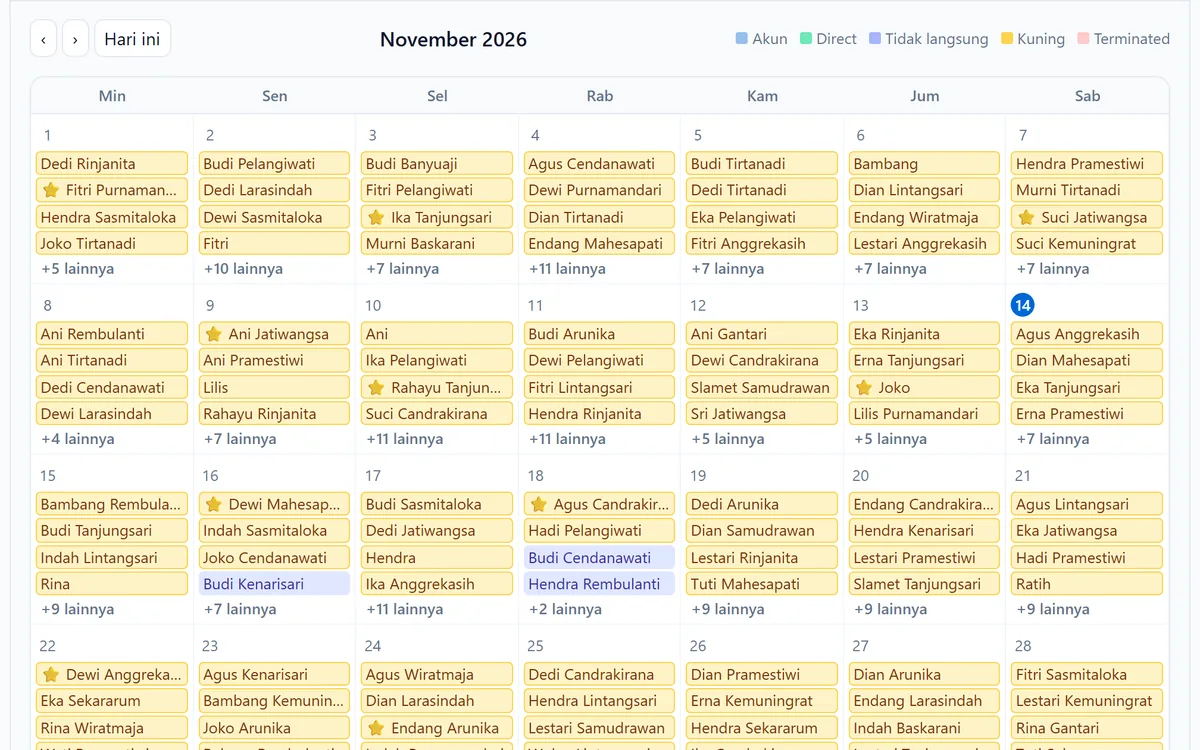 ‹ › Hari ini November 2026 Akun Direct Tidak langsung Kuning Terminated
Min Sen Sel Rab Kam Jum Sab
1 2 3 4 5 6 7
Dedi Rinjanita Budi Pelangiwati Budi Banyuaji Agus Cendanawati Budi Tirtanadi Bambang Hendra Pramestiwi
⭐ Fitri Purnaman... Dedi Larasindah Fitri Pelangiwati Dewi Purnamandari Dedi Tirtanadi Dian Lintangsari Murni Tirtanadi
Hendra Sasmitaloka Dewi Sasmitaloka ⭐ Ika Tanjungsari Dian Tirtanadi Eka Pelangiwati Endang Wiratmaja ⭐ Suci Jatiwangsa
Joko Tirtanadi Fitri Murni Baskarani Endang Mahesapati Fitri Anggrekasih Lestari Anggrekasih Suci Kemuningrat
+5 lainnya +10 lainnya +7 lainnya +11 lainnya +7 lainnya +7 lainnya +7 lainnya
8 9 10 11 12 13 14
Ani Rembulanti ⭐ Ani Jatiwangsa Ani Budi Arunika Ani Gantari Eka Rinjanita Agus Anggrekasih
Ani Tirtanadi Ani Pramestiwi Ika Pelangiwati Dewi Pelangiwati Dewi Candrakirana Erna Tanjungsari Dian Mahesapati
Dedi Cendanawati Lilis ⭐ Rahayu Tanjun... Fitri Lintangsari Slamet Samudrawan ⭐ Joko Eka Tanjungsari
Dewi Larasindah Rahayu Rinjanita Suci Candrakirana Hendra Rinjanita Sri Jatiwangsa Lilis Purnamandari Erna Pramestiwi
+4 lainnya +7 lainnya +11 lainnya +11 lainnya +5 lainnya +5 lainnya +7 lainnya
15 16 17 18 19 20 21
Bambang Rembula... ⭐ Dewi Mahesap... Budi Sasmitaloka ⭐ Agus Candrakir... Dedi Arunika Endang Candrakira... Agus Lintangsari
Budi Tanjungsari Indah Sasmitaloka Dedi Jatiwangsa Hadi Pelangiwati Dian Samudrawan Hendra Kenarisari Eka Jatiwangsa
Indah Lintangsari Joko Cendanawati Hendra Budi Cendanawati Lestari Rinjanita Lestari Pramestiwi Hadi Pramestiwi
Rina Budi Kenarisari Ika Anggrekasih Hendra Rembulanti Tuti Mahesapati Slamet Tanjungsari Ratih
+9 lainnya +7 lainnya +11 lainnya +2 lainnya +9 lainnya +9 lainnya +9 lainnya
22 23 24 25 26 27 28
⭐ Dewi Anggreka... Agus Kenarisari Agus Wiratmaja Dedi Candrakirana Dian Pramestiwi Dian Arunika Fitri Sasmitaloka
Eka Sekararum Bambang Kemunin... Dian Larasindah Hendra Lintangsari Erna Kemuningrat Endang Larasindah Lestari Kemuningrat
Rina Wiratmaja Joko Arunika ⭐ Endang Arunika Lestari Samudrawan Hendra Sekararum Indah Baskarani Rina Gantari